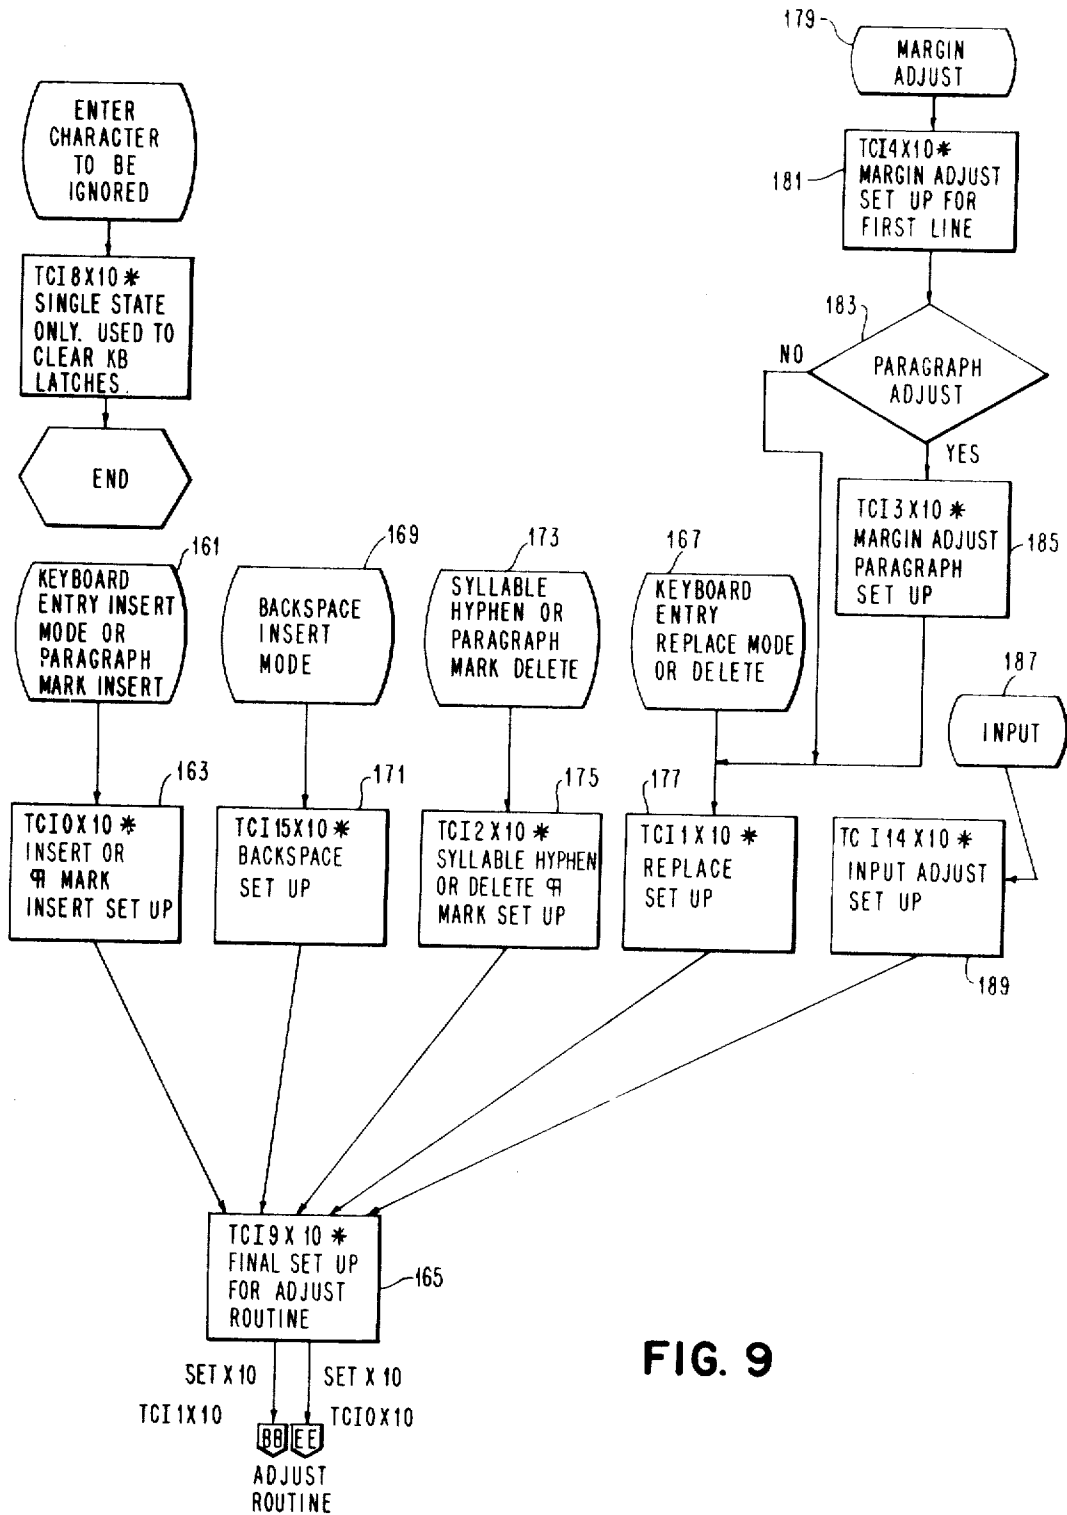 179
MARGIN
ADJUST
ENTER
CHARACTER
TO BE
IGNORED
181
TCI4X10*
MARGIN ADJUST
SET UP FOR
FIRST LINE
TCI8X10*
SINGLE STATE
ONLY. USED TO
CLEAR KB
LATCHES.
183
NO
PARAGRAPH
ADJUST
YES
END
TCI3X10*
MARGIN ADJUST
PARAGRAPH
SET UP
185
161
KEYBOARD
ENTRY INSERT
MODE OR
PARAGRAPH
MARK INSERT
169
BACKSPACE
INSERT
MODE
173
SYLLABLE
HYPHEN OR
PARAGRAPH
MARK DELETE
167
KEYBOARD
ENTRY
REPLACE MODE
OR DELETE
187
INPUT
163
TCI0X10*
INSERT OR
¶ MARK
INSERT SET UP
171
TCI15X10*
BACKSPACE
SET UP
175
TCI2X10*
SYLLABLE HYPHEN
OR DELETE ¶
MARK SET UP
177
TCI1X10*
REPLACE
SET UP
TCI14X10*
INPUT ADJUST
SET UP
189
TCI9X10*
FINAL SET UP
FOR ADJUST
ROUTINE
165
SET X10
TCI1X10
SET X10
TCI0X10
BB EE
ADJUST
ROUTINE
FIG. 9